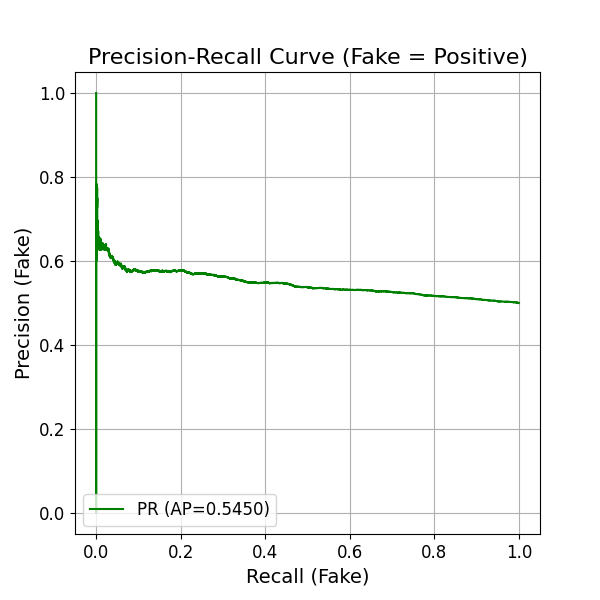 Precision-Recall Curve (Fake = Positive)
Precision (Fake)
1.0
0.8
0.6
0.4
0.2
0.0
PR (AP=0.5450)
0.0 0.2 0.4 0.6 0.8 1.0
Recall (Fake)